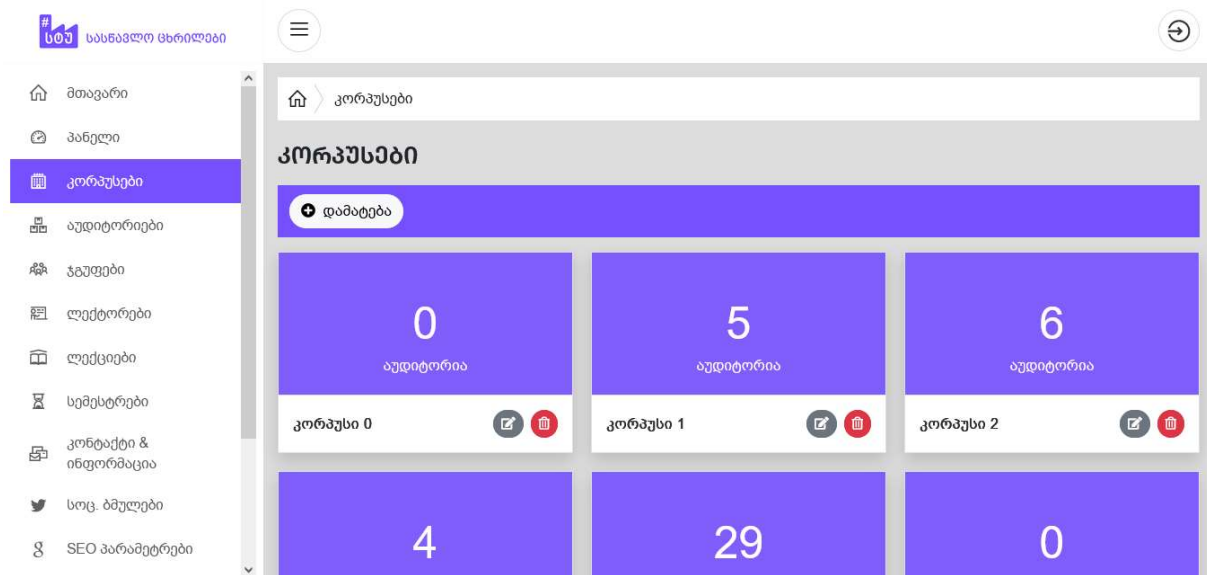 #
სტუ სასწავლო ცხრილები
მთავარი
პანელი
კორპუსები
აუდიტორიები
ჯგუფები
ლექტორები
ლექციები
სემესტრები
კონტაქტი &
ინფორმაცია
სოც. ბმულები
SEO პარამეტრები
კორპუსები
კორპუსები
დამატება
0
აუდიტორია
კორპუსი 0
5
აუდიტორია
კორპუსი 1
6
აუდიტორია
კორპუსი 2
4
29
0